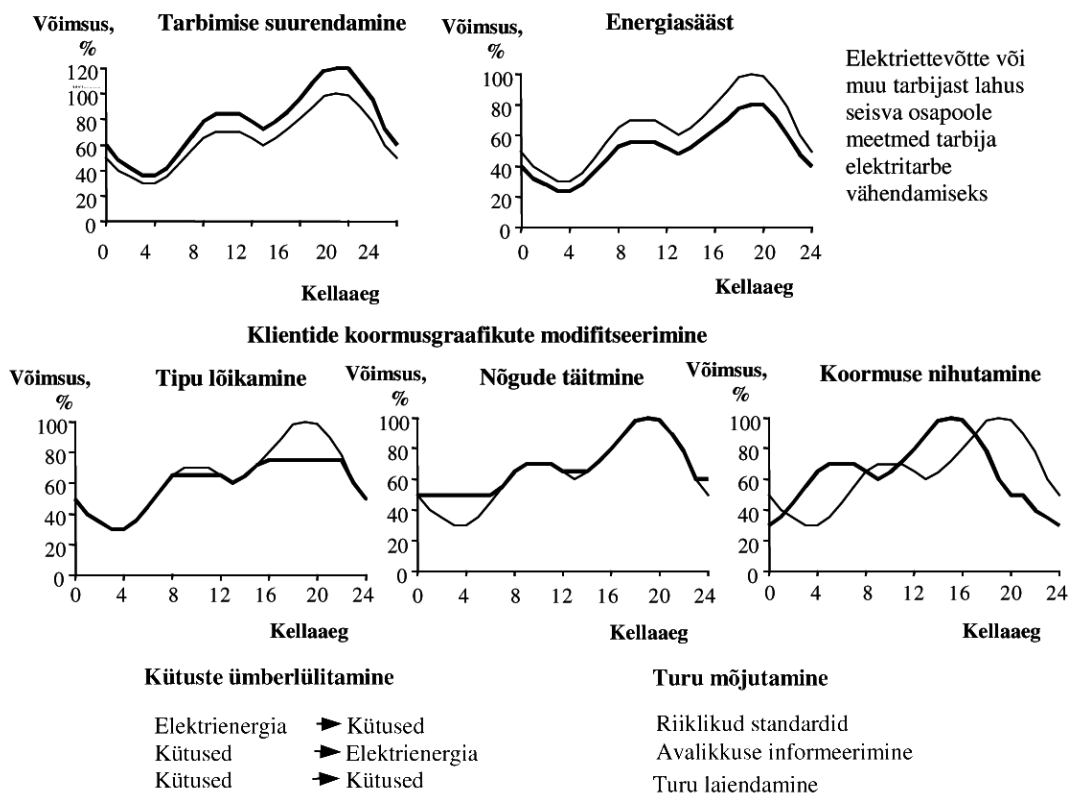 Võimsus, %
Tarbimise suurendamine
120
100
80
60
40
20
0
0 4 8 12 16 20 24
Kellaaeg
Võimsus, %
Energiasääst
100
80
60
40
20
0
0 4 8 12 16 20 24
Kellaaeg
Elektriettevõtte või
muu tarbijast lahus
seisva osapoole
meetmed tarbija
elektritarbe
vähendamiseks
Klientide koormusgraafikute modifitseerimine
Võimsus, %
Tipu lõikamine
100
80
60
40
20
0
0 4 8 12 16 20 24
Kellaaeg
Võimsus, %
Nõgude täitmine
100
80
60
40
20
0
0 4 8 12 16 20 24
Kellaaeg
Võimsus, %
Koormuse nihutamine
100
80
60
40
20
0
0 4 8 12 16 20 24
Kellaaeg
Kütuste ümberlülitamine
Elektrienergia → Kütused
Kütused → Elektrienergia
Kütused → Kütused
Turu mõjutamine
Riiklikud standardid
Avalikkuse informeerimine
Turu laiendamine